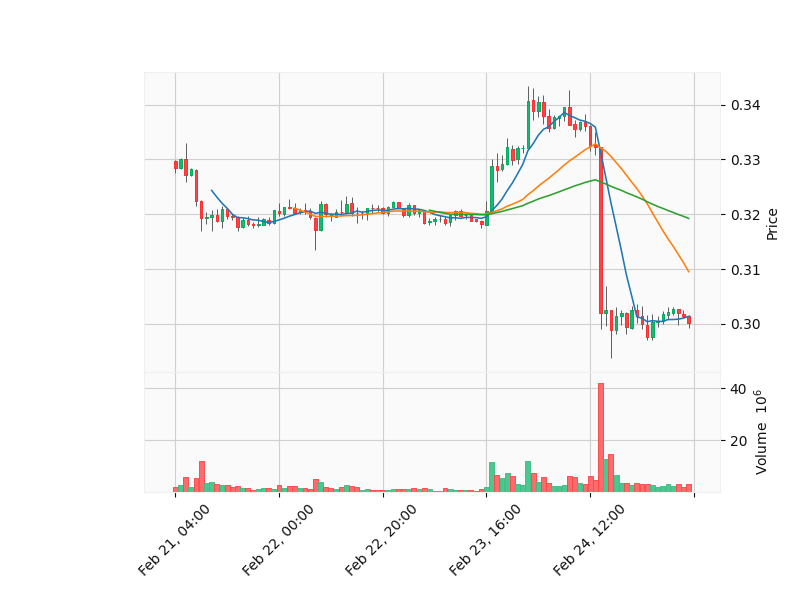 0.34
0.33
0.32
0.31
0.30
Price
40
20
Volume 10^6
Feb 21, 04:00
Feb 22, 00:00
Feb 22, 20:00
Feb 23, 16:00
Feb 24, 12:00